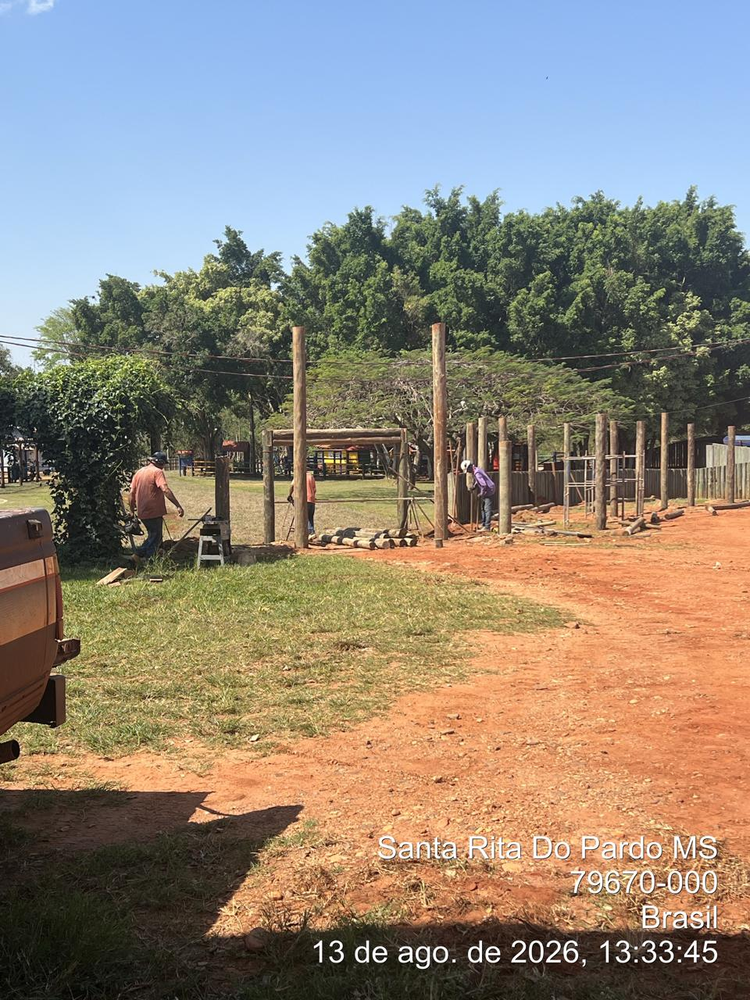 Santa Rita Do Pardo MS
79670-000
Brasil
13 de ago. de 2026, 13:33:45